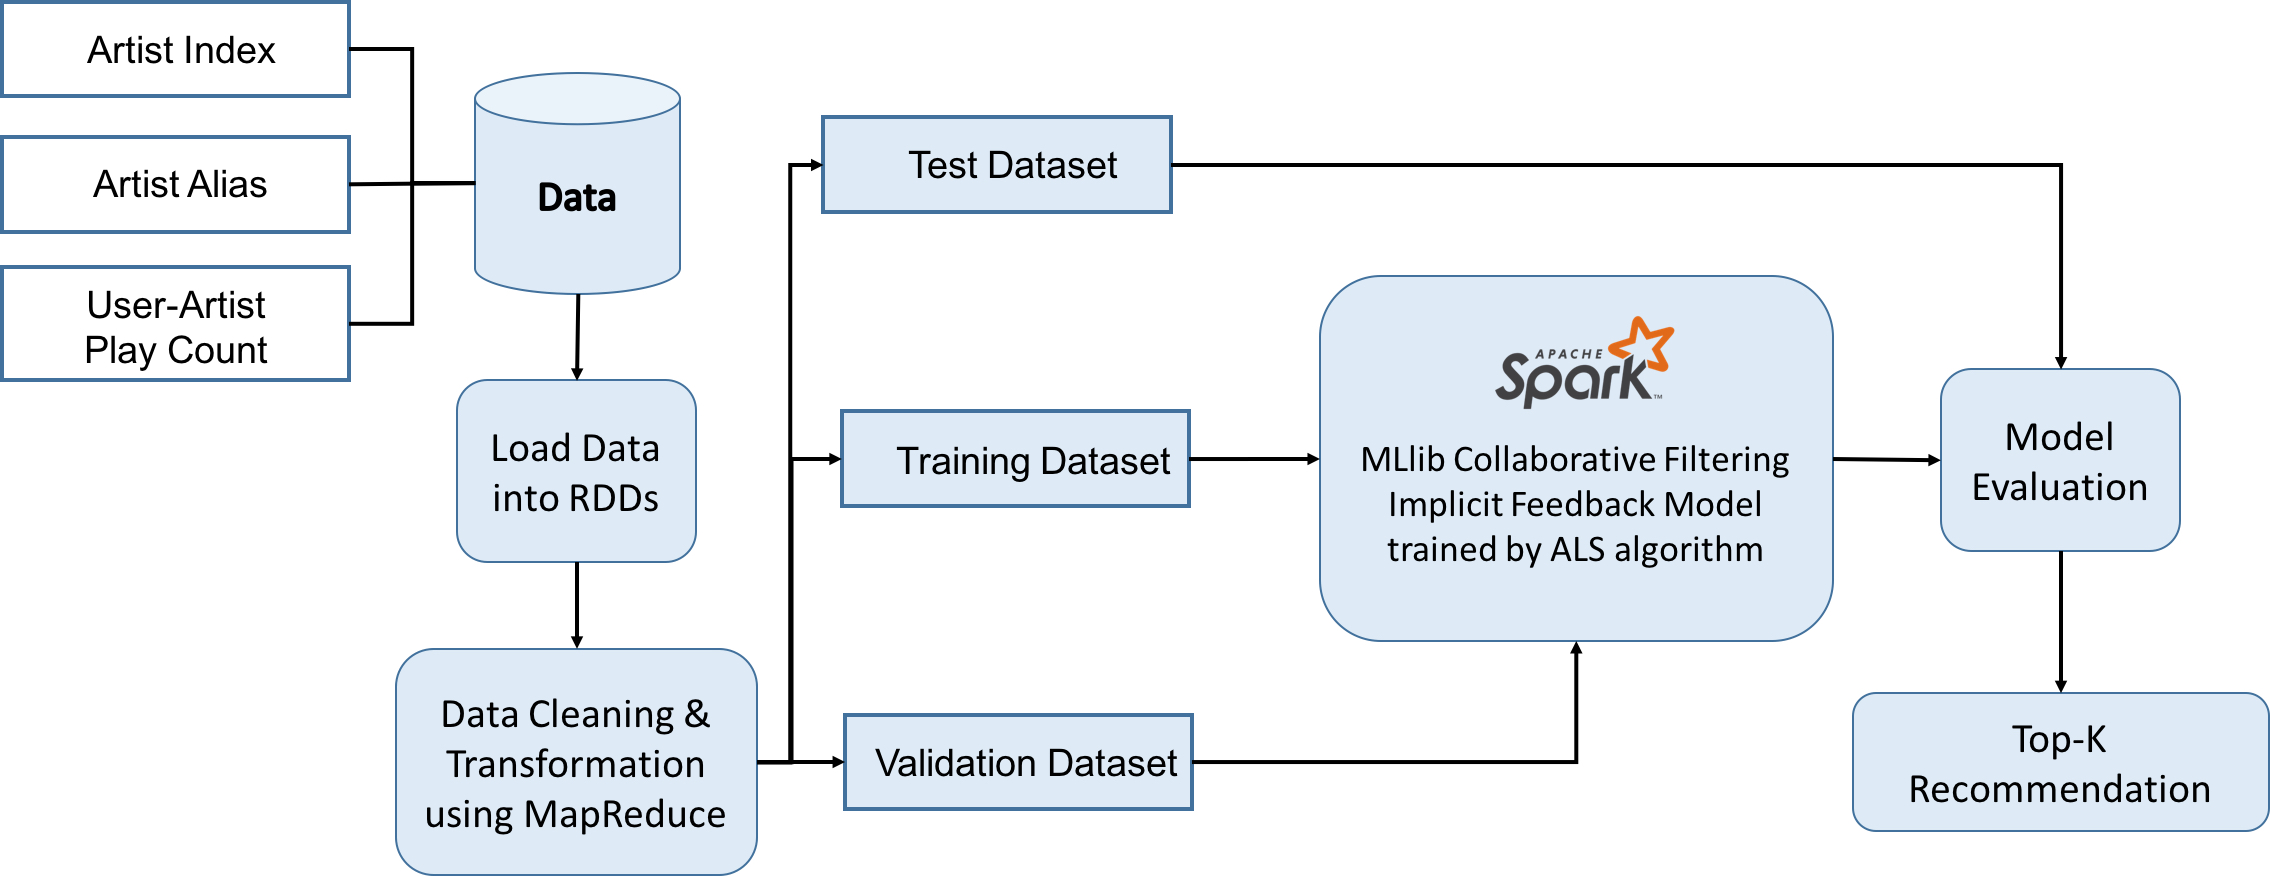 Artist Index
Artist Alias
User-Artist
Play Count
Data
Load Data
into RDDs
Data Cleaning &
Transformation
using MapReduce
Test Dataset
Training Dataset
Validation Dataset
APACHE
Spark™
MLlib Collaborative Filtering
Implicit Feedback Model
trained by ALS algorithm
Model
Evaluation
Top-K
Recommendation